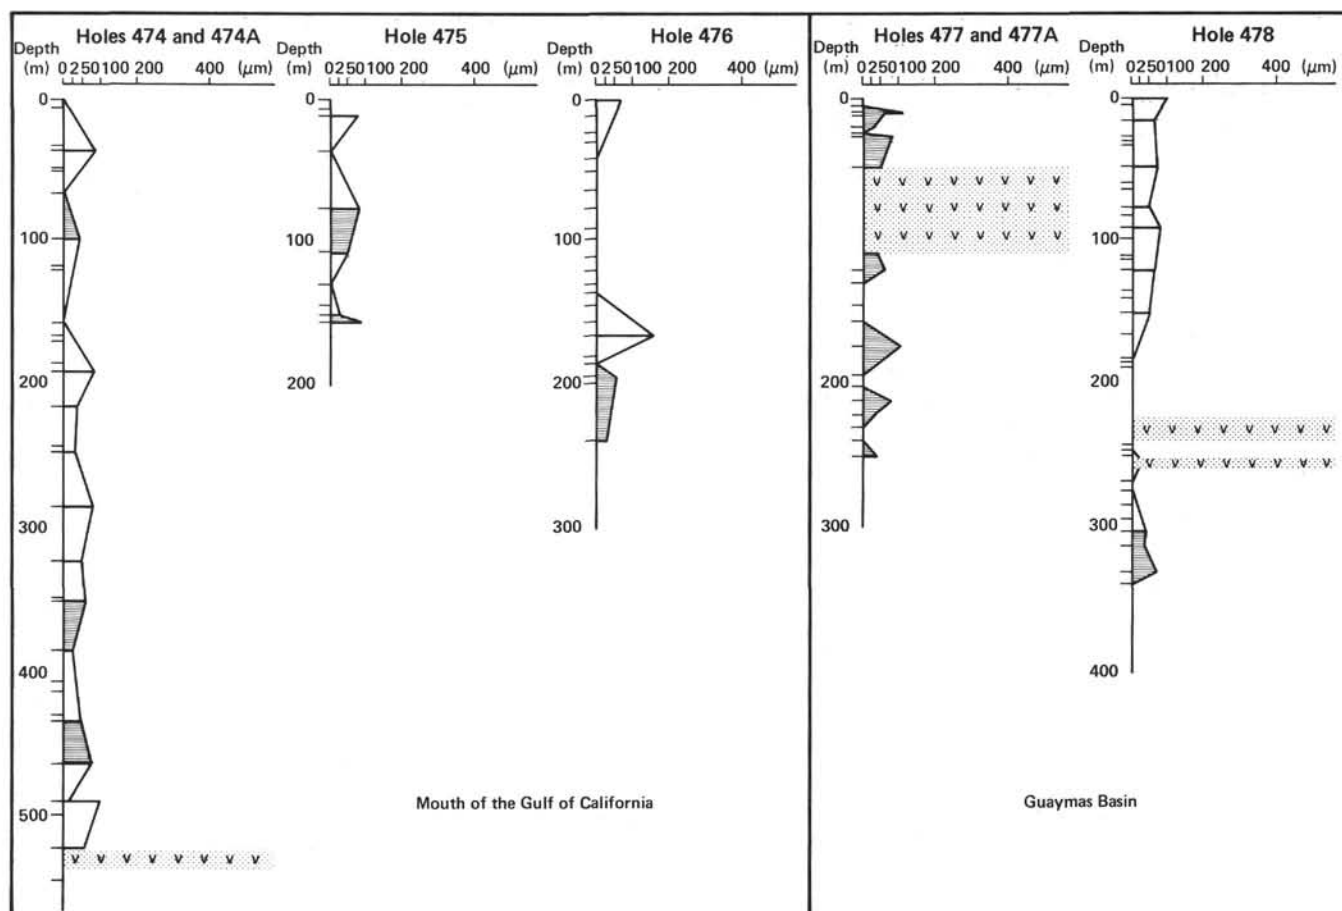 Holes 474 and 474A
Depth
(m) 0 25 50 100 200 400 (μm)
0
100
200
300
400
500
v v v v v v v v
Hole 475
Depth
(m) 0 25 50 100 200 400 (μm)
0
100
200
Hole 476
Depth
(m) 0 25 50 100 200 400 (μm)
0
100
200
300
Mouth of the Gulf of California
Holes 477 and 477A
Depth
(m) 0 25 50 100 200 400 (μm)
0
v v v v v v v v
v v v v v v v v
v v v v v v v v
100
200
300
Hole 478
Depth
(m) 0 25 50 100 200 400 (μm)
0
100
200
v v v v v v v v
v v v v v v v v
300
400
Guaymas Basin